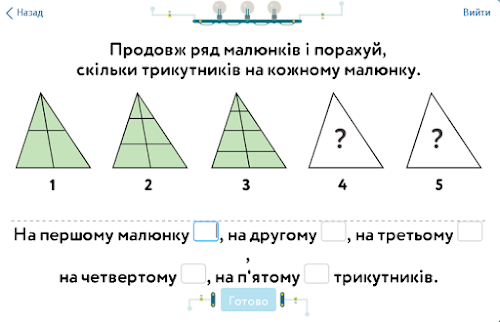 Назад
Вийти
Продовж ряд малюнків і порахуй,
скільки трикутників на кожному малюнку.
? ?
1 2 3 4 5
На першому малюнку , на другому , на третьому
,
на четвертому , на п'ятому трикутників.
Готово